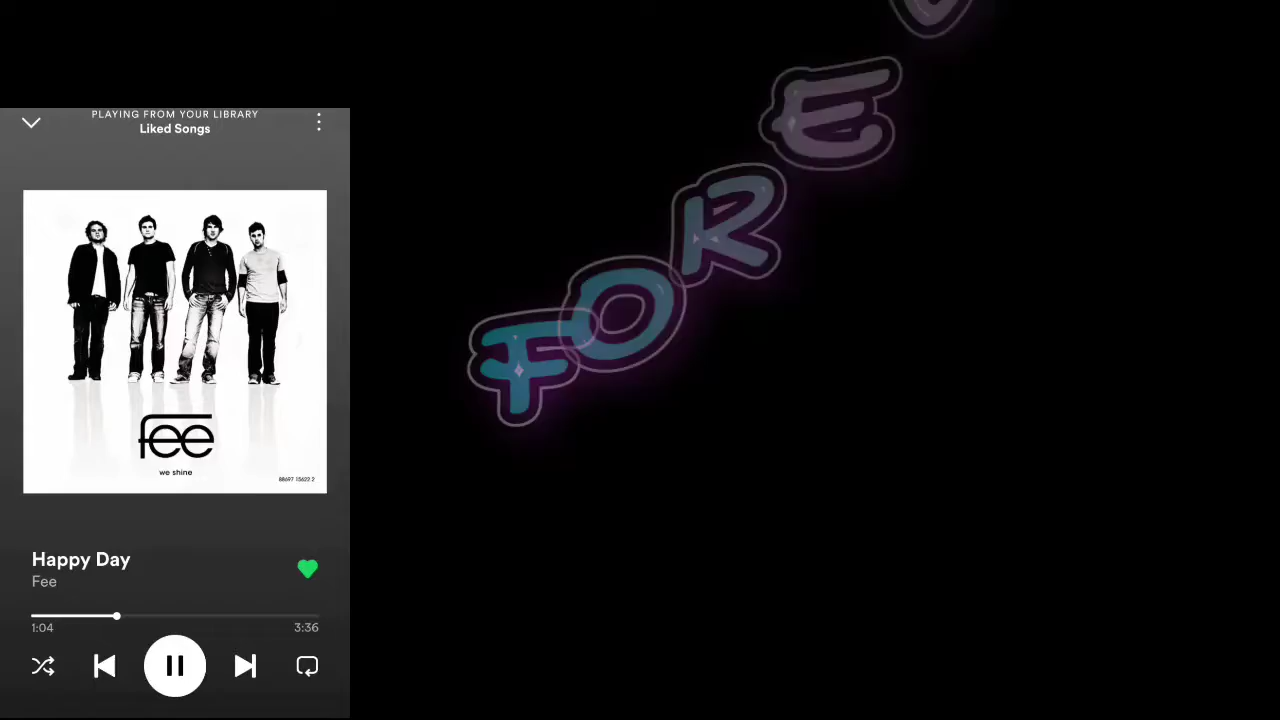 PLAYING FROM YOUR LIBRARY
Liked Songs
fee
we shine
88697 15622 2
Happy Day
Fee
1:04
3:36
FORE